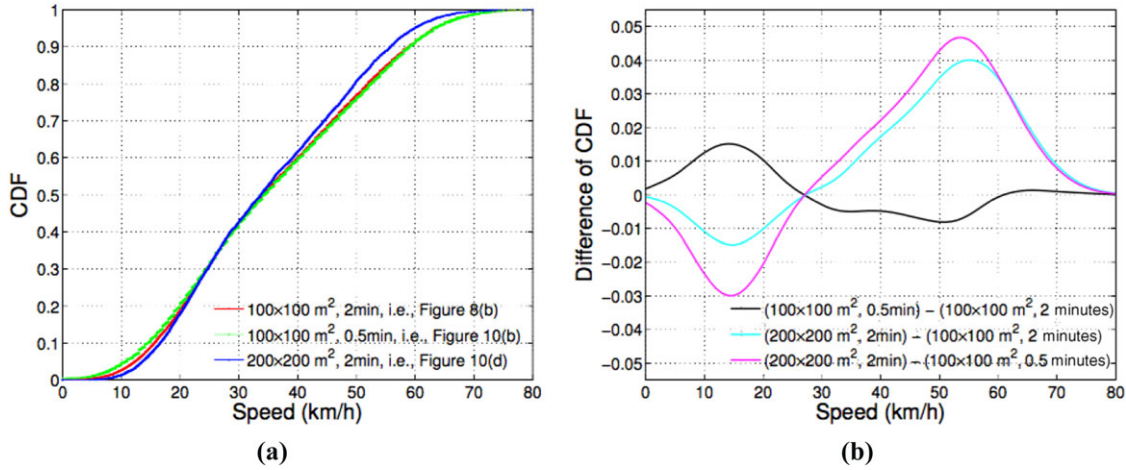 1
0.9
0.8
0.7
0.6
0.5
0.4
0.3
0.2
0.1
0
CDF
100×100 m², 2min, i.e., Figure 8(b)
100×100 m², 0.5min, i.e., Figure 10(b)
200×200 m², 2min, i.e., Figure 10(d)
0 10 20 30 40 50 60 70 80
Speed (km/h)
(a)
0.05
0.04
0.03
0.02
0.01
0
−0.01
−0.02
−0.03
−0.04
−0.05
Difference of CDF
(100×100 m², 0.5min) − (100×100 m², 2 minutes)
(200×200 m², 2min) − (100×100 m², 2 minutes)
(200×200 m², 2min) − (100×100 m², 0.5 minutes)
0 10 20 30 40 50 60 70 80
Speed (km/h)
(b)